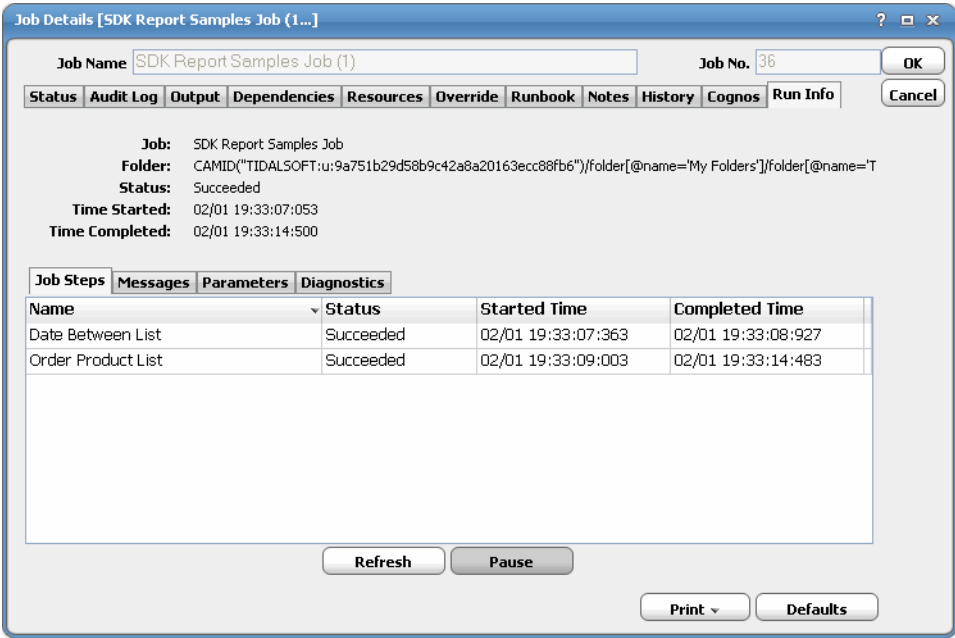 Job Details [SDK Report Samples Job (1...] ?
Job Name SDK Report Samples Job (1) Job No. 36 OK
Status Audit Log Output Dependencies Resources Override Runbook Notes History Cognos Run Info Cancel
Job: SDK Report Samples Job
Folder: CAMID("TIDALSOFT:u:9a751b29d58b9c42a8a20163ecc88fb6")/folder[@name='My Folders']/folder[@name='T
Status: Succeeded
Time Started: 02/01 19:33:07:053
Time Completed: 02/01 19:33:14:500
Job Steps Messages Parameters Diagnostics
Name Status Started Time Completed Time
Date Between List Succeeded 02/01 19:33:07:363 02/01 19:33:08:927
Order Product List Succeeded 02/01 19:33:09:003 02/01 19:33:14:483
Refresh Pause
Print Defaults